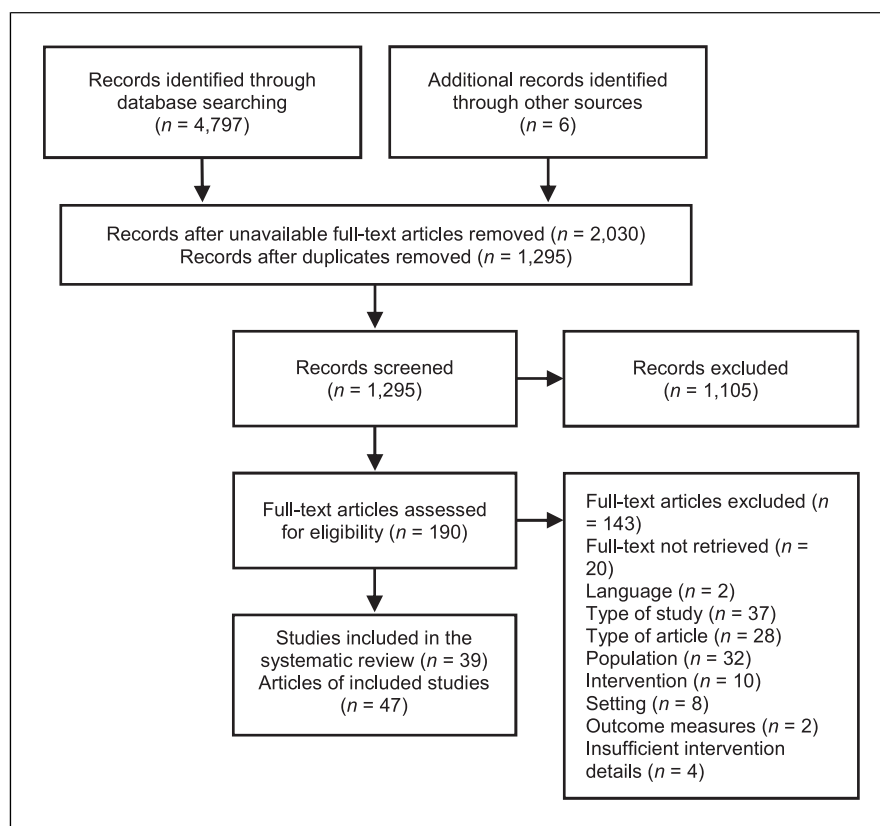 Records identified through
database searching
(n = 4,797)
Additional records identified
through other sources
(n = 6)
Records after unavailable full-text articles removed (n = 2,030)
Records after duplicates removed (n = 1,295)
Records screened
(n = 1,295)
Records excluded
(n = 1,105)
Full-text articles assessed
for eligibility (n = 190)
Full-text articles excluded (n
= 143)
Full-text not retrieved (n =
20)
Language (n = 2)
Type of study (n = 37)
Type of article (n = 28)
Population (n = 32)
Intervention (n = 10)
Setting (n = 8)
Outcome measures (n = 2)
Insufficient intervention
details (n = 4)
Studies included in the
systematic review (n = 39)
Articles of included studies
(n = 47)